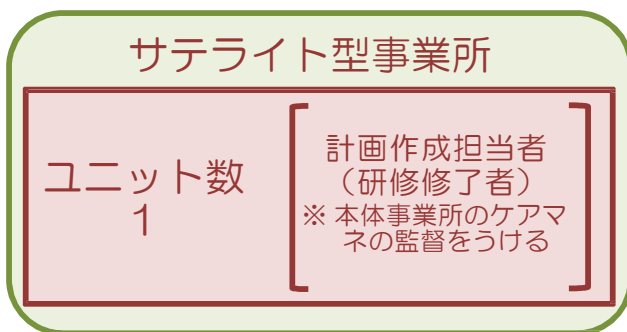 サテライト型事業所
ユニット数
1
計画作成担当者
（研修修了者）
※ 本体事業所のケアマ
ネの監督をうける